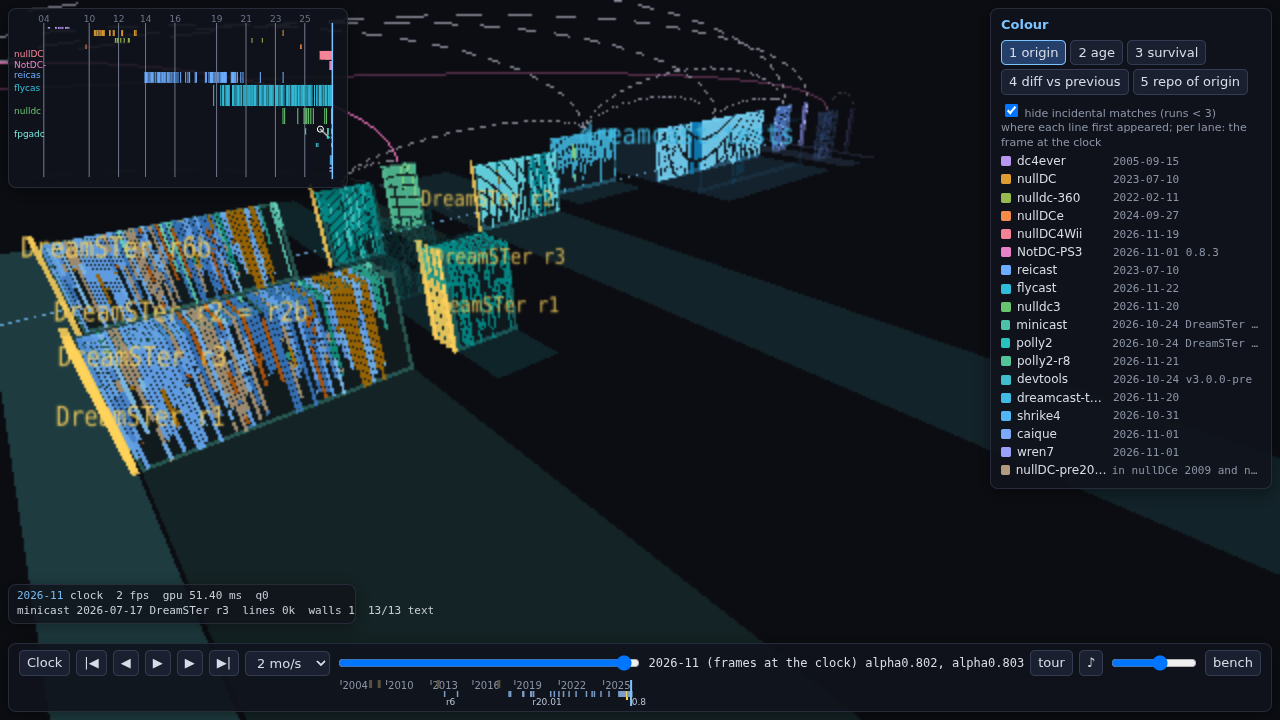 04 10 12 14 16 19 21 23 25
nullDC
NotDC-
reicas
flycas
nulldc
fpgadc
DreamSTer r6b
DreamSTer r2 = r2b
DreamSTer r3
DreamSTer r1
DreamSTer r2
DreamSTer r3
DreamSTer r1
Colour
1 origin 2 age 3 survival
4 diff vs previous 5 repo of origin
hide incidental matches (runs < 3)
where each line first appeared; per lane: the
frame at the clock
dc4ever 2005-09-15
nullDC 2023-07-10
nulldc-360 2022-02-11
nullDCe 2024-09-27
nullDC4Wii 2026-11-19
NotDC-PS3 2026-11-01 0.8.3
reicast 2023-07-10
flycast 2026-11-22
nulldc3 2026-11-20
minicast 2026-10-24 DreamSTer …
polly2 2026-10-24 DreamSTer …
polly2-r8 2026-11-21
devtools 2026-10-24 v3.0.0-pre
dreamcast-t… 2026-11-20
shrike4 2026-10-31
caique 2026-11-01
wren7 2026-11-01
nullDC-pre20… in nullDCe 2009 and n…
2026-11 clock 2 fps gpu 51.40 ms q0
minicast 2026-07-17 DreamSTer r3 lines 0k walls 1 13/13 text
Clock 2 mo/s 2026-11 (frames at the clock) alpha0.802, alpha0.803 tour ♪ bench
2004 2010 2013 2016 2019 2022 2025
r6 r20.01 0.8